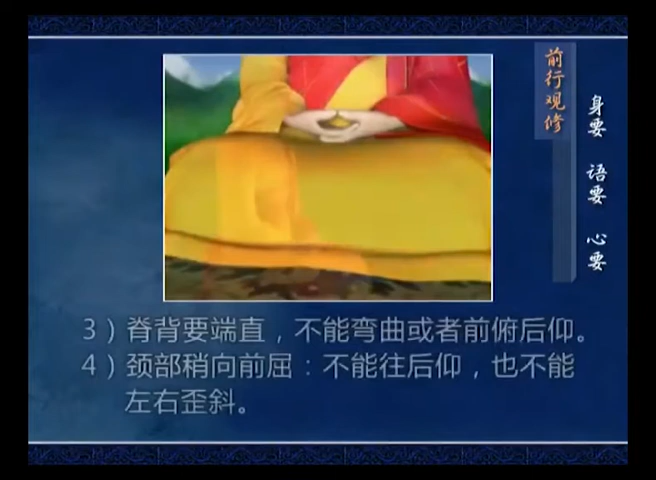 前行观修
身要 语要 心要
3）脊背要端直，不能弯曲或者前俯后仰。
4）颈部稍向前屈：不能往后仰，也不能
左右歪斜。